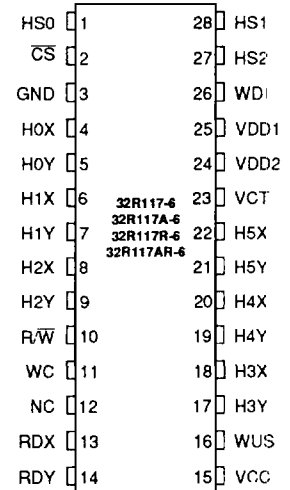 HS0 1 28 HS1
CS 2 27 HS2
GND 3 26 WDI
H0X 4 25 VDD1
H0Y 5 24 VDD2
H1X 6 23 VCT
H1Y 7 22 H5X
H2X 8 21 H5Y
H2Y 9 20 H4X
R/W 10 19 H4Y
WC 11 18 H3X
NC 12 17 H3Y
RDX 13 16 WUS
RDY 14 15 VCC
32R117-6
32R117A-6
32R117R-6
32R117AR-6